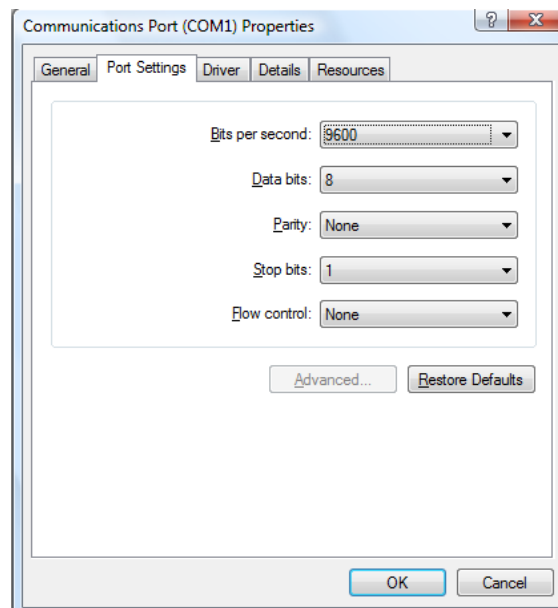 Communications Port (COM1) Properties
?
X
General Port Settings Driver Details Resources
Bits per second: 9600
Data bits: 8
Parity: None
Stop bits: 1
Flow control: None
Advanced... Restore Defaults
OK Cancel